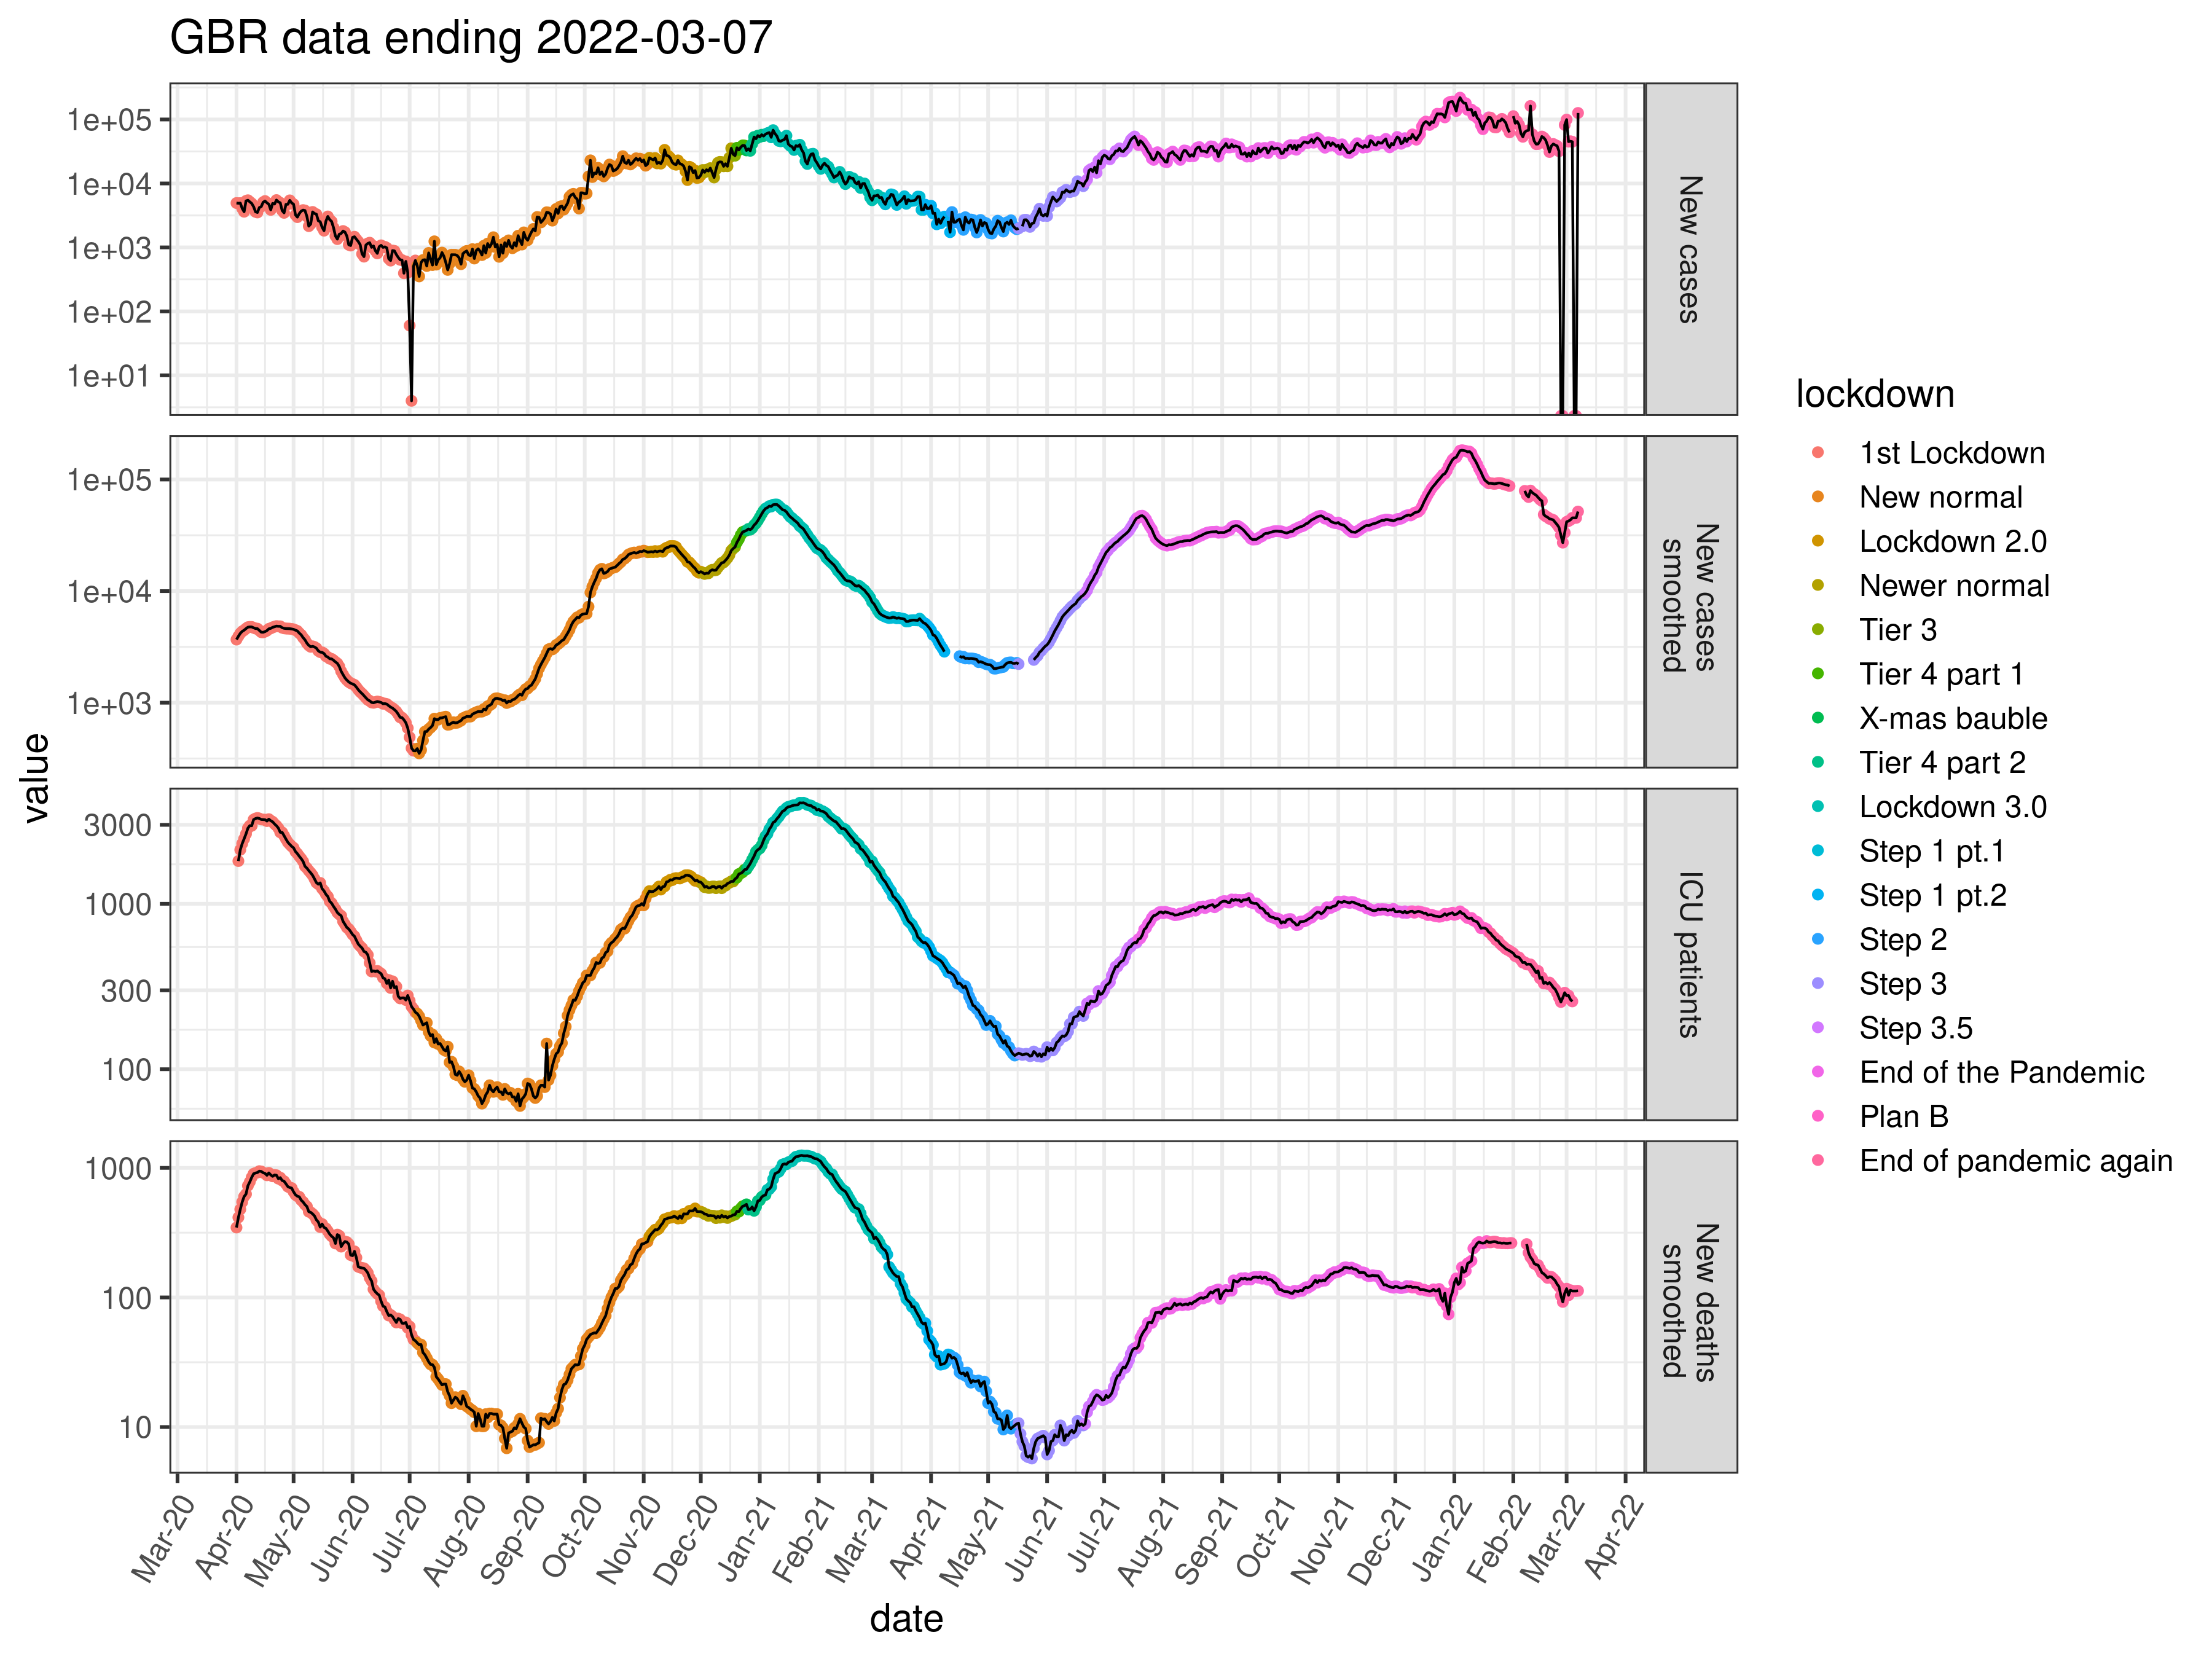 GBR data ending 2022-03-07
1e+05
1e+04
1e+03
1e+02
1e+01
New cases
1e+05
1e+04
1e+03
New cases
smoothed
3000
1000
300
100
ICU patients
1000
100
10
New deaths
smoothed
value
Mar-20
Apr-20
May-20
Jun-20
Jul-20
Aug-20
Sep-20
Oct-20
Nov-20
Dec-20
Jan-21
Feb-21
Mar-21
Apr-21
May-21
Jun-21
Jul-21
Aug-21
Sep-21
Oct-21
Nov-21
Dec-21
Jan-22
Feb-22
Mar-22
Apr-22
date
lockdown
1st Lockdown
New normal
Lockdown 2.0
Newer normal
Tier 3
Tier 4 part 1
X-mas bauble
Tier 4 part 2
Lockdown 3.0
Step 1 pt.1
Step 1 pt.2
Step 2
Step 3
Step 3.5
End of the Pandemic
Plan B
End of pandemic again